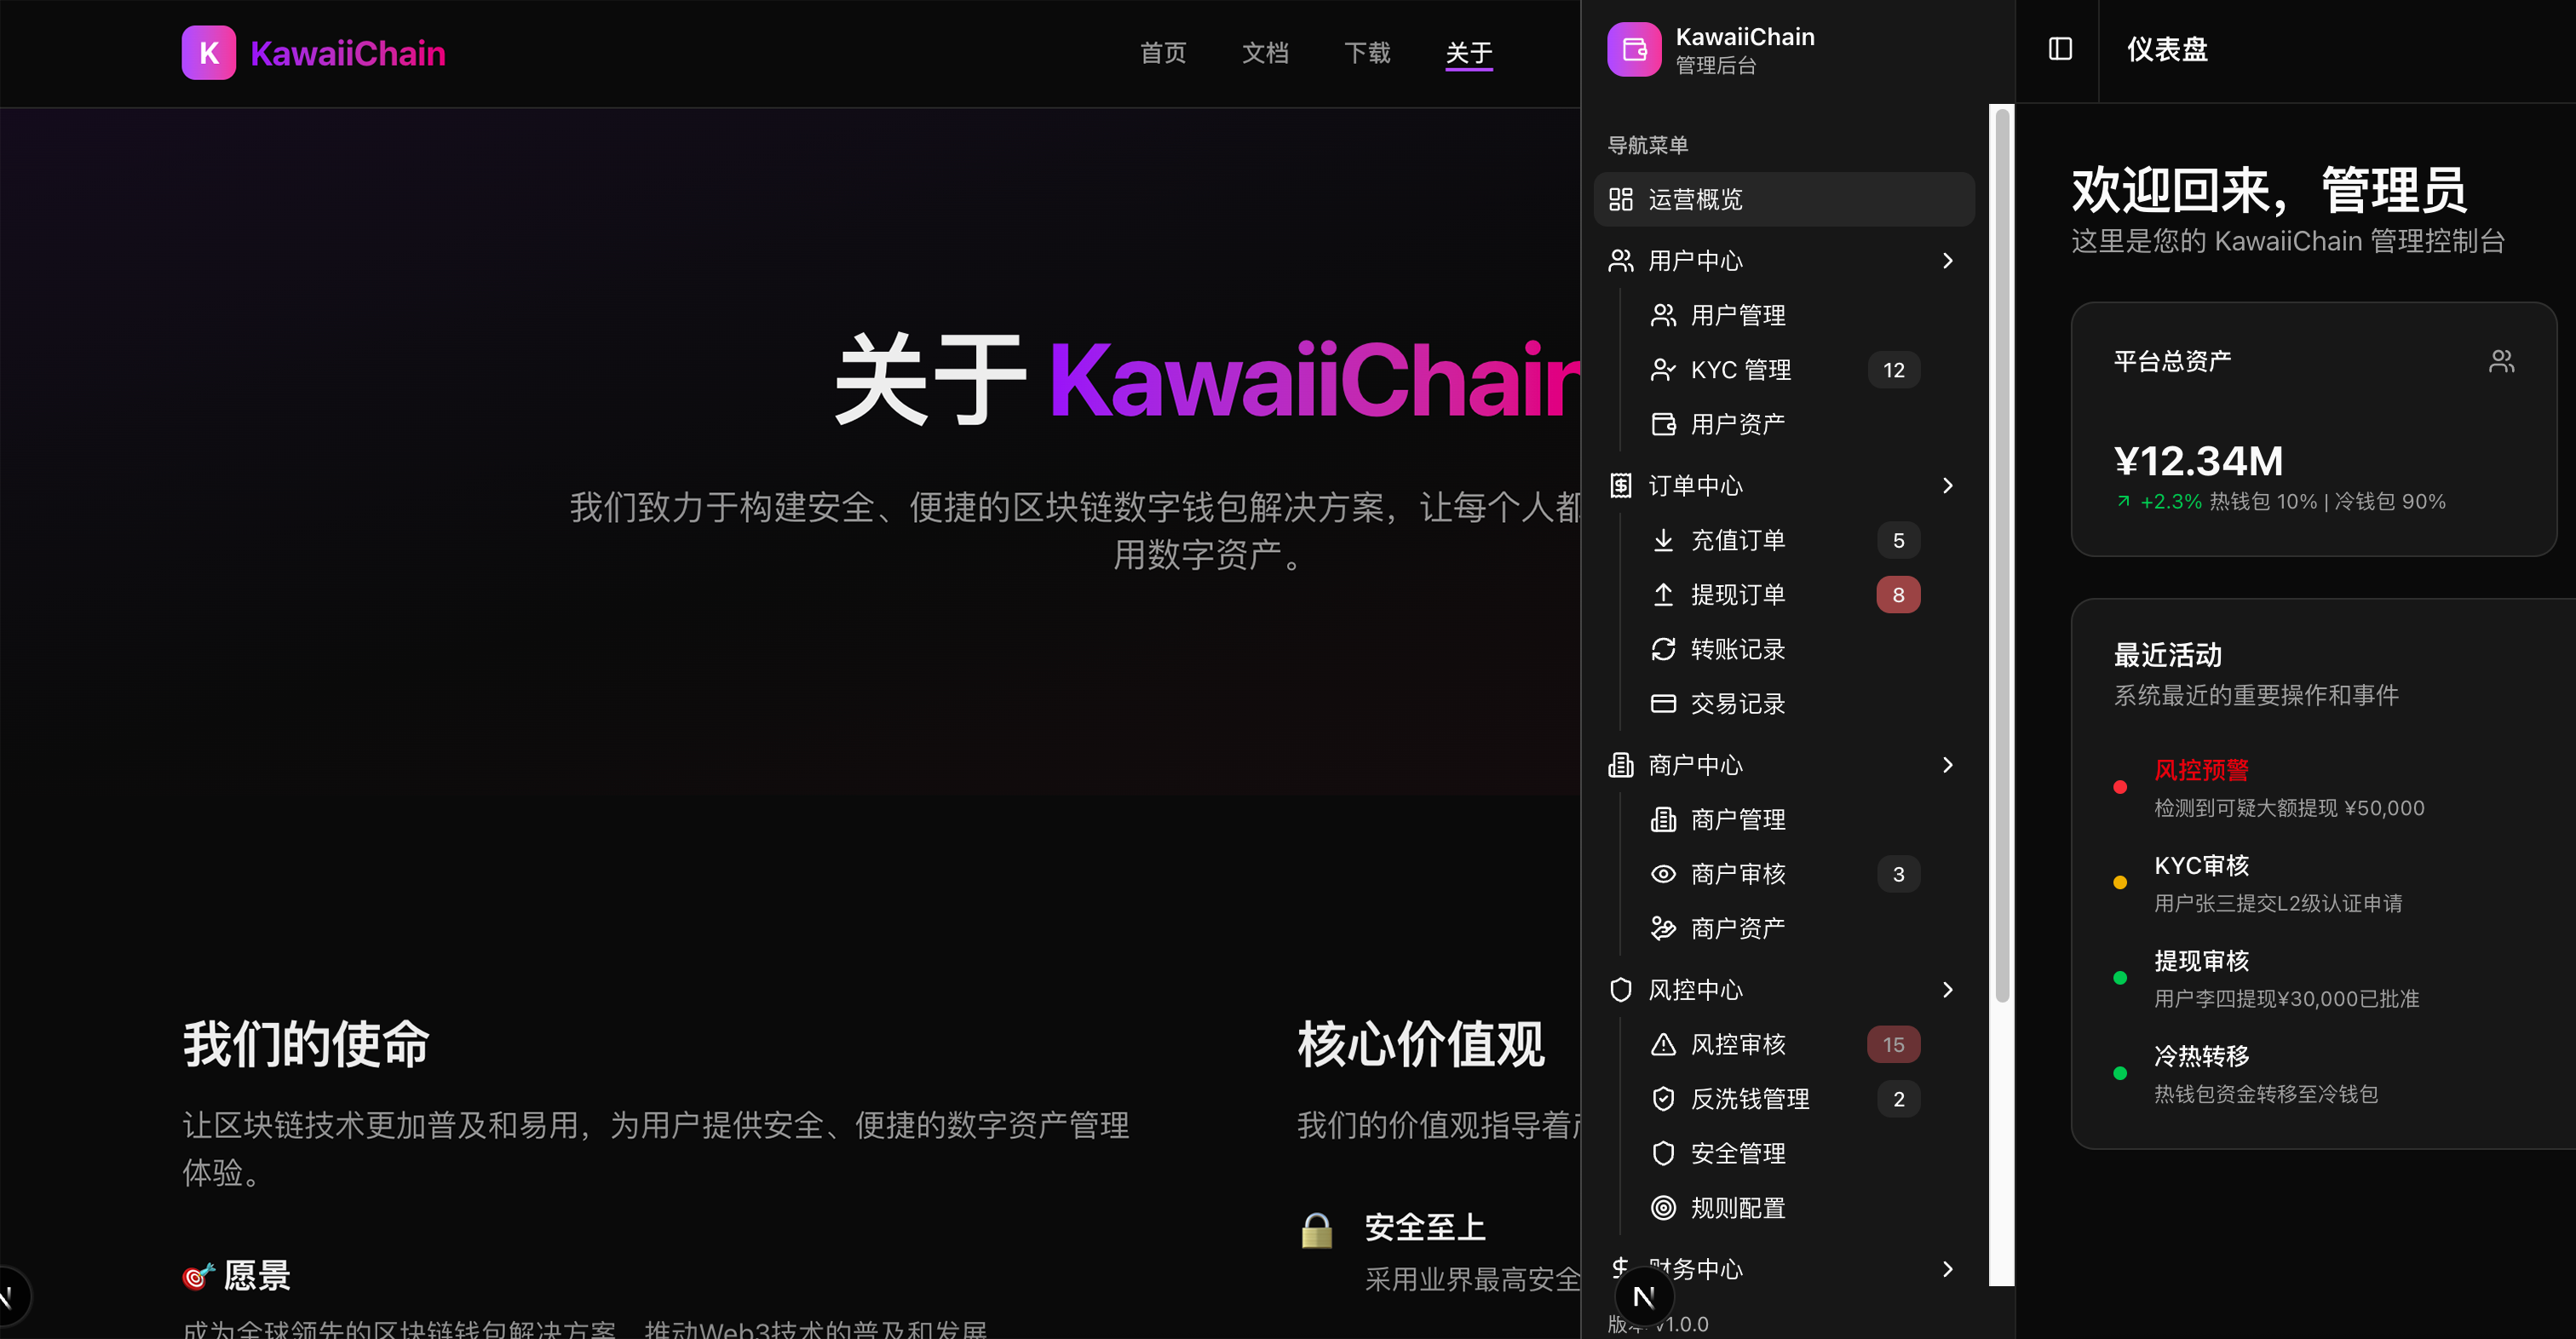 K KawaiiChain
首页 文档 下载 关于
关于 KawaiiChain
我们致力于构建安全、便捷的区块链数字钱包解决方案，让每个人都
用数字资产。
我们的使命
让区块链技术更加普及和易用，为用户提供安全、便捷的数字资产管理
体验。
🎯 愿景
成为全球领先的区块链钱包解决方案，推动Web3技术的普及和发展
核心价值观
我们的价值观指导着
🔒 安全至上
采用业界最高安全
N
KawaiiChain
管理后台
导航菜单
运营概览
用户中心
用户管理
KYC 管理 12
用户资产
订单中心
充值订单 5
提现订单 8
转账记录
交易记录
商户中心
商户管理
商户审核 3
商户资产
风控中心
风控审核 15
反洗钱管理 2
安全管理
规则配置
财务中心
N
版本 v1.0.0
仪表盘
欢迎回来，管理员
这里是您的 KawaiiChain 管理控制台
平台总资产
¥12.34M
+2.3% 热钱包 10% | 冷钱包 90%
最近活动
系统最近的重要操作和事件
风控预警
检测到可疑大额提现 ¥50,000
KYC审核
用户张三提交L2级认证申请
提现审核
用户李四提现¥30,000已批准
冷热转移
热钱包资金转移至冷钱包